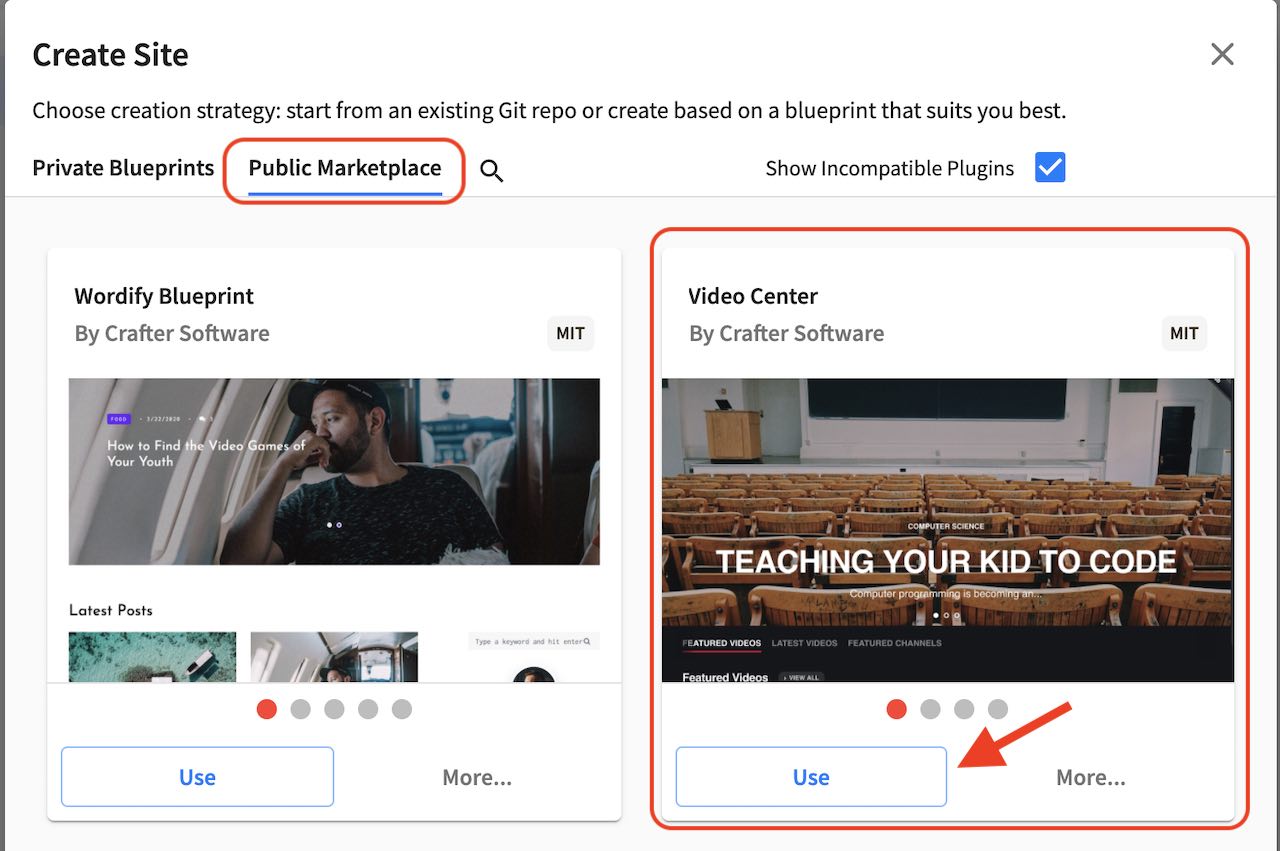 Create Site
Choose creation strategy: start from an existing Git repo or create based on a blueprint that suits you best.
Private Blueprints
Public Marketplace
Show Incompatible Plugins
Wordify Blueprint
By Crafter Software
MIT
FOOD
• 3/22/2020 •
3
How to Find the Video Games of
Your Youth
Latest Posts
Type a keyword and hit enter
Use
More...
Video Center
By Crafter Software
MIT
COMPUTER SCIENCE
TEACHING YOUR KID TO CODE
Computer programming is becoming an...
FEATURED VIDEOS LATEST VIDEOS FEATURED CHANNELS
Featured Videos › VIEW ALL
Use
More...